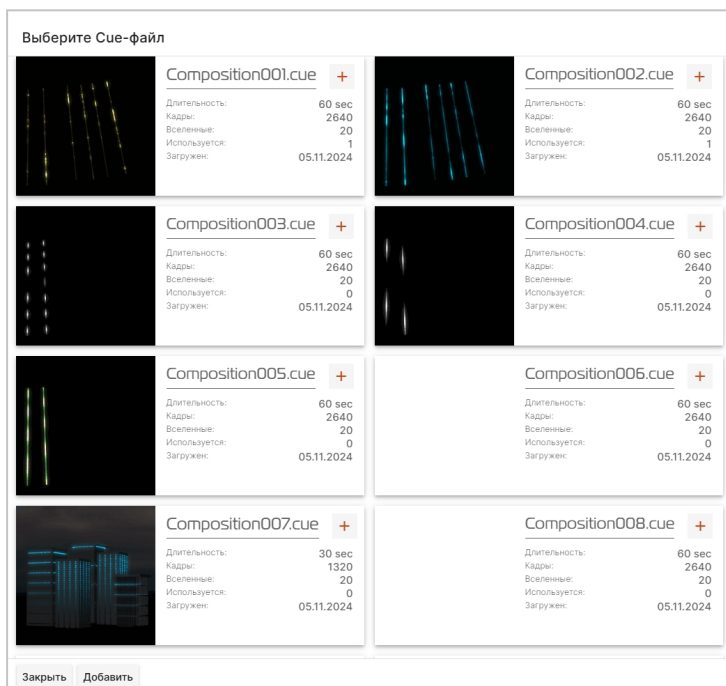 Выберите Cue-файл
Composition001.cue +
Длительность: 60 sec
Кадры: 2640
Вселенные: 20
Используется: 1
Загружен: 05.11.2024
Composition002.cue +
Длительность: 60 sec
Кадры: 2640
Вселенные: 20
Используется: 1
Загружен: 05.11.2024
Composition003.cue +
Длительность: 60 sec
Кадры: 2640
Вселенные: 20
Используется: 0
Загружен: 05.11.2024
Composition004.cue +
Длительность: 60 sec
Кадры: 2640
Вселенные: 20
Используется: 0
Загружен: 05.11.2024
Composition005.cue +
Длительность: 60 sec
Кадры: 2640
Вселенные: 20
Используется: 0
Загружен: 05.11.2024
Composition006.cue +
Длительность: 60 sec
Кадры: 2640
Вселенные: 20
Используется: 0
Загружен: 05.11.2024
Composition007.cue +
Длительность: 30 sec
Кадры: 1320
Вселенные: 20
Используется: 0
Загружен: 05.11.2024
Composition008.cue +
Длительность: 60 sec
Кадры: 2640
Вселенные: 20
Используется: 0
Загружен: 05.11.2024
Закрыть Добавить